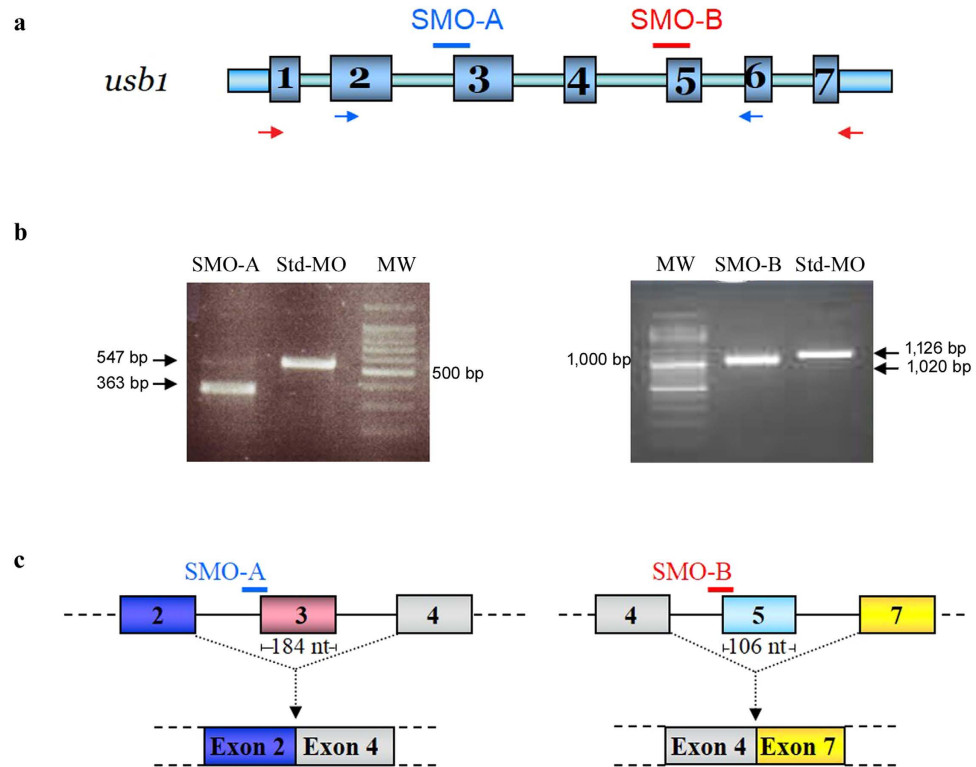 a
SMO-A SMO-B
usb1 1 2 3 4 5 6 7
b
SMO-A Std-MO MW
547 bp
363 bp
500 bp
MW SMO-B Std-MO
1,000 bp
1,126 bp
1,020 bp
c
SMO-A
2 3 4
184 nt
Exon 2 Exon 4
SMO-B
4 5 7
106 nt
Exon 4 Exon 7